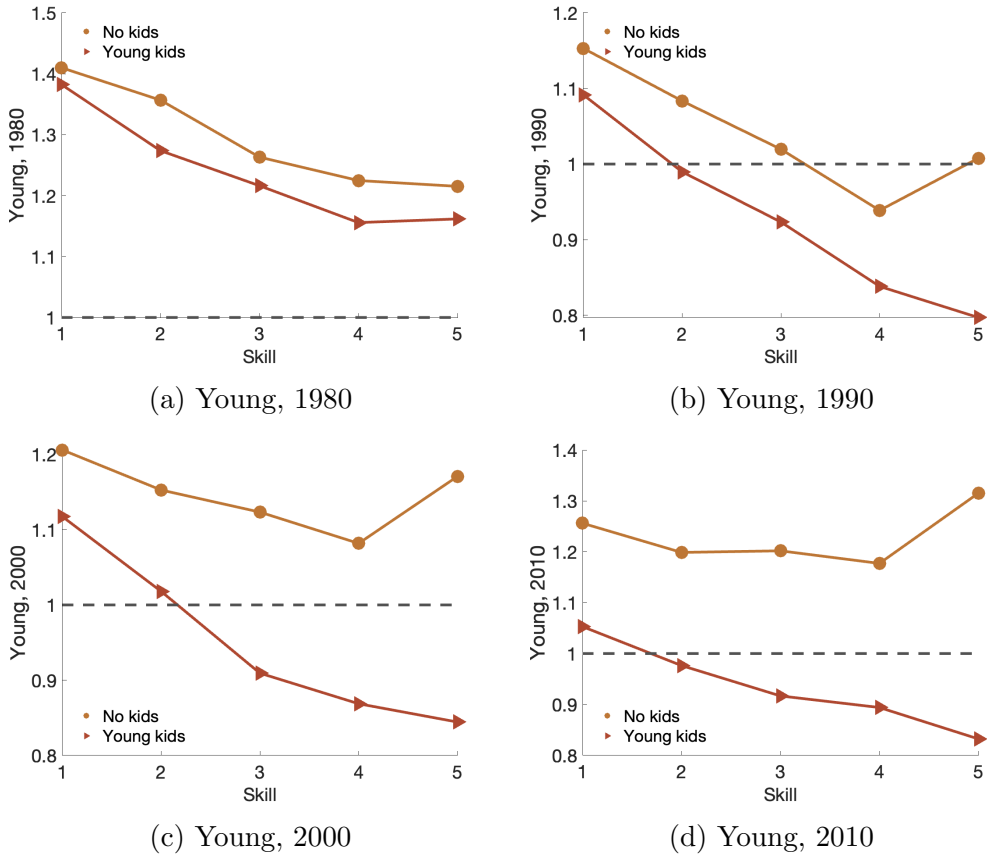 1.5
No kids
Young kids
1.4
1.3
1.2
1.1
1
1 2 3 4 5
Young, 1980
Skill
(a) Young, 1980
1.2
No kids
Young kids
1.1
1
0.9
0.8
1 2 3 4 5
Young, 1990
Skill
(b) Young, 1990
1.2
1.1
1
0.9
No kids
Young kids
0.8
1 2 3 4 5
Young, 2000
Skill
(c) Young, 2000
1.4
1.3
1.2
1.1
1
0.9
No kids
Young kids
0.8
1 2 3 4 5
Young, 2010
Skill
(d) Young, 2010